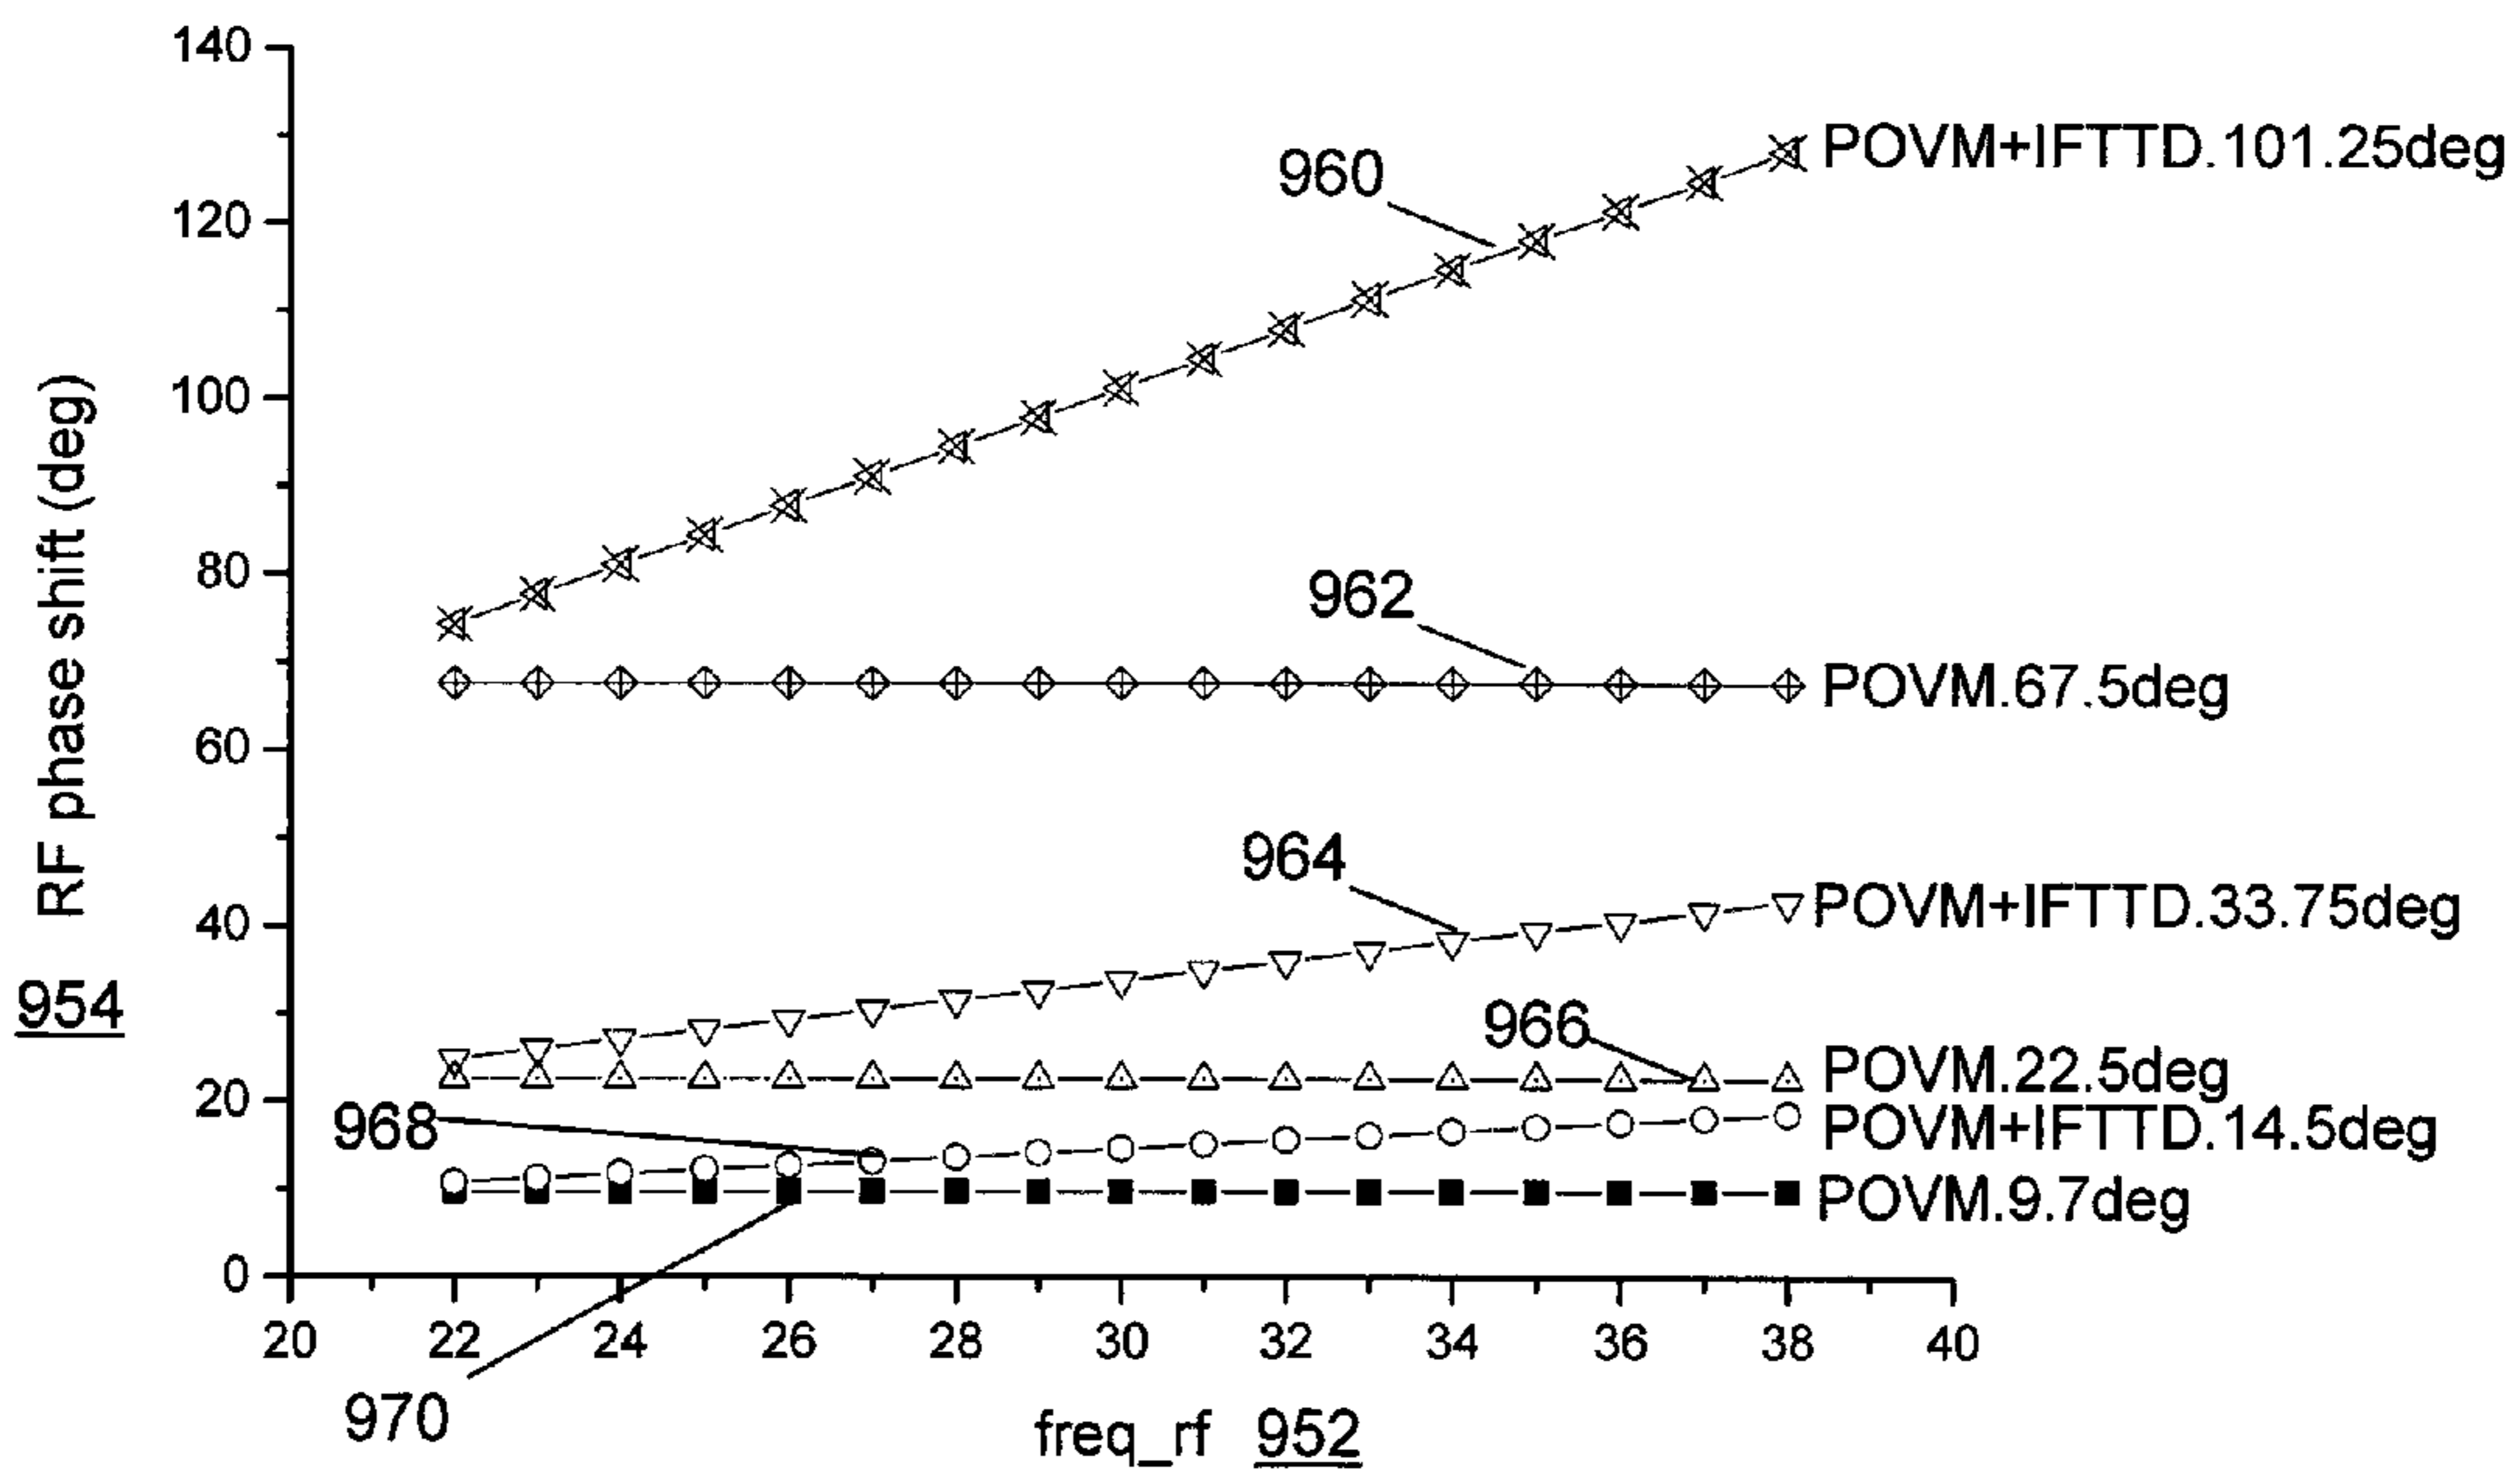 140
POVM+IFTTD.101.25deg
960
120
100
80
962
POVM.67.5deg
60
RF phase shift (deg)
954
964
40
POVM+IFTTD.33.75deg
966
POVM.22.5deg
20
968
POVM+IFTTD.14.5deg
POVM.9.7deg
0
20 22 24 26 28 30 32 34 36 38 40
970
freq_rf 952